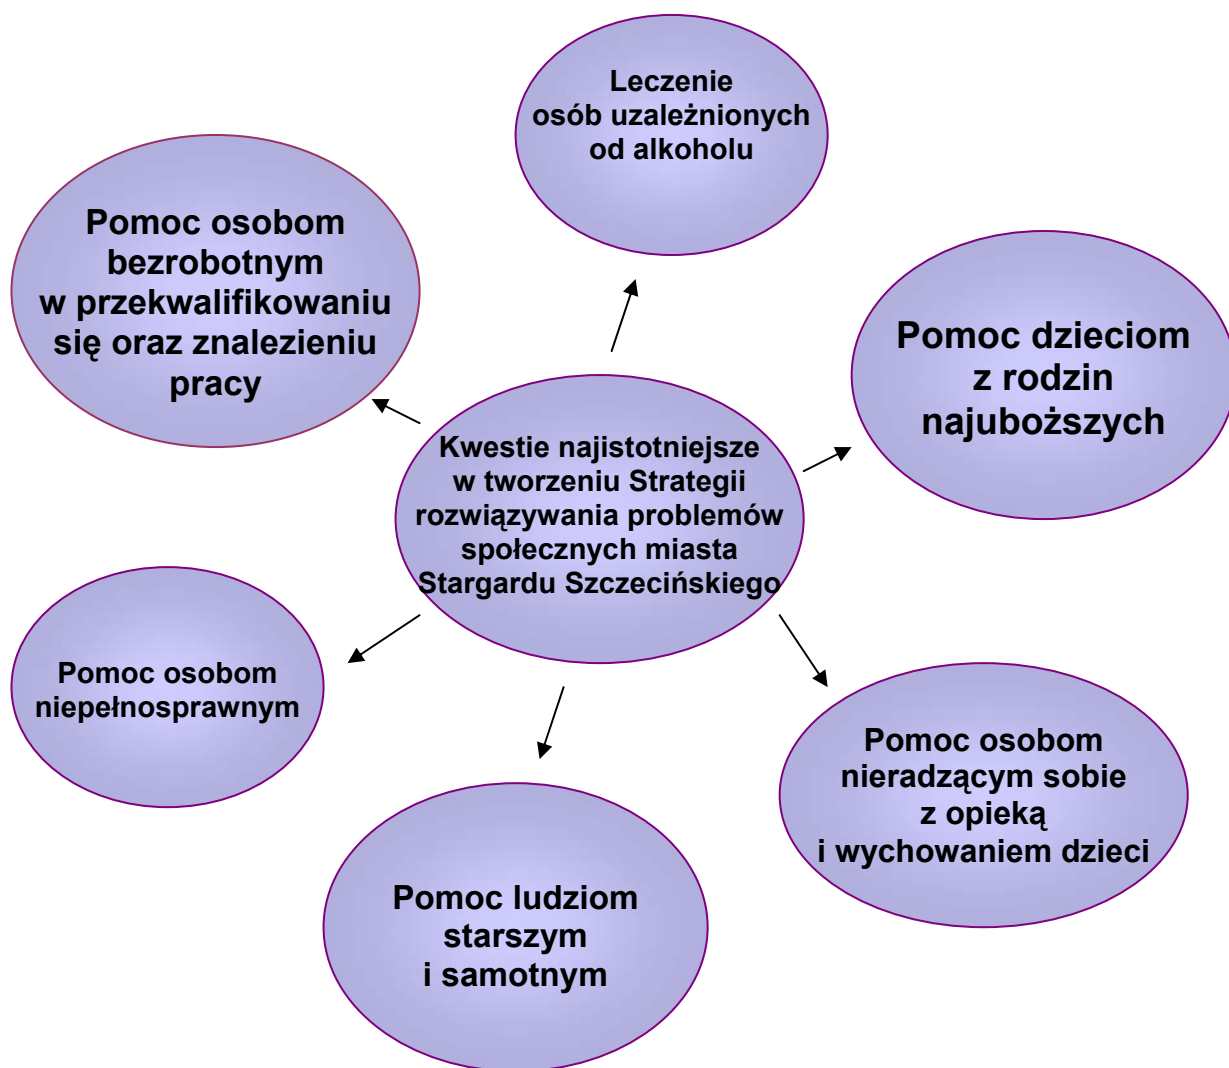 Leczenie
osób uzależnionych
od alkoholu
Pomoc osobom
bezrobotnym
w przekwalifikowaniu
się oraz znalezieniu
pracy
Pomoc dzieciom
z rodzin
najuboższych
Kwestie najistotniejsze
w tworzeniu Strategii
rozwiązywania problemów
społecznych miasta
Stargardu Szczecińskiego
Pomoc osobom
niepełnosprawnym
Pomoc osobom
nieradzącym sobie
z opieką
i wychowaniem dzieci
Pomoc ludziom
starszym
i samotnym